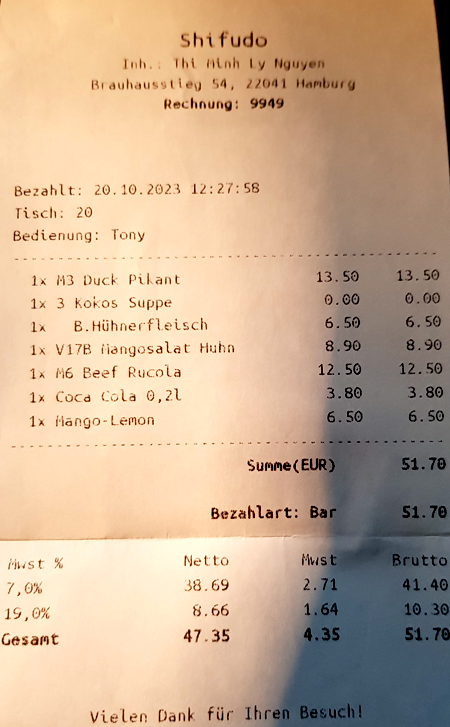 Shifudo
Inh.: Thi Minh Ly Nguyen
Brauhausstieg 54, 22041 Hamburg
Rechnung: 9949
Bezahlt: 20.10.2023 12:27:58
Tisch: 20
Bedienung: Tony
1x M3 Duck Pikant 13.50 13.50
1x 3 Kokos Suppe 0.00 0.00
1x B.Hühnerfleisch 6.50 6.50
1x V17B Mangosalat Huhn 8.90 8.90
1x M6 Beef Rucola 12.50 12.50
1x Coca Cola 0,2l 3.80 3.80
1x Mango-Lemon 6.50 6.50
Summe(EUR) 51.70
Bezahlart: Bar 51.70
Mwst % Netto Mwst Brutto
7,0% 38.69 2.71 41.40
19,0% 8.66 1.64 10.30
Gesamt 47.35 4.35 51.70
Vielen Dank für Ihren Besuch!